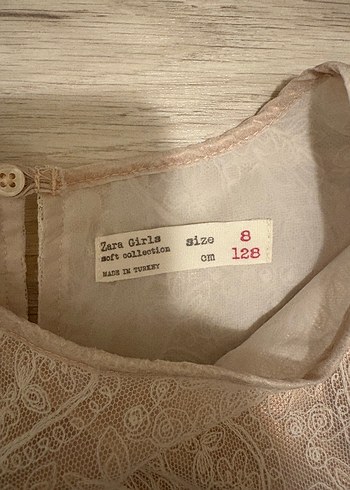 Zara Girls size 8
soft collection cm 128
MADE IN TURKEY